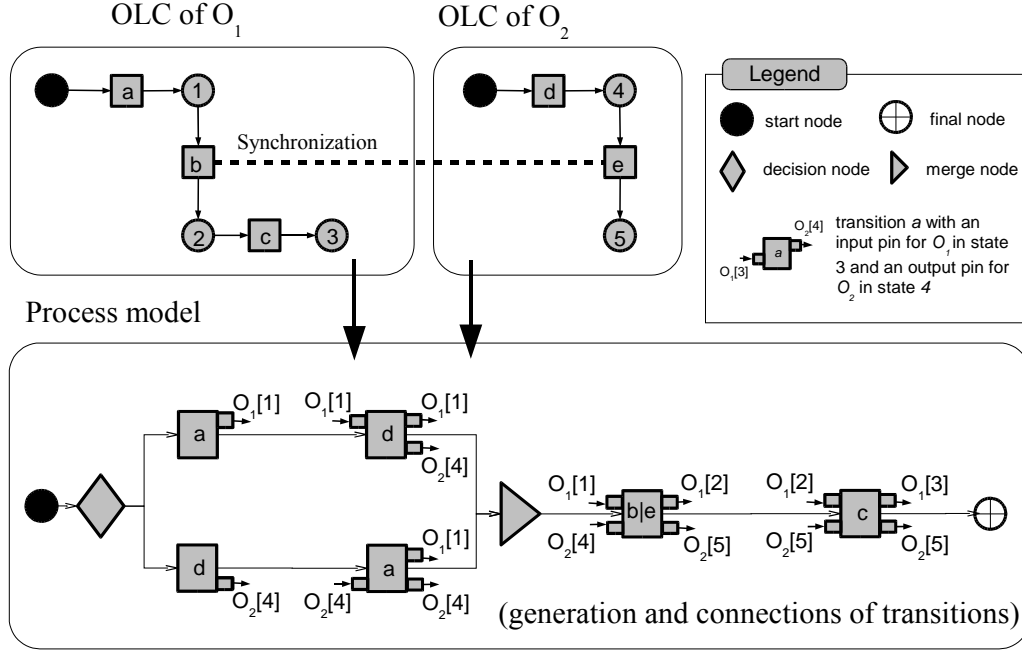 OLC of O1
OLC of O2
a
1
b
2
c
3
Synchronization
d
4
e
5
Legend
start node
final node
decision node
merge node
O1[3]
a
O2[4]
transition a with an
input pin for O1 in state
3 and an output pin for
O2 in state 4
Process model
a
O1[1]
O1[1]
d
O1[1]
O2[4]
d
O2[4]
O2[4]
a
O1[1]
O2[4]
O1[1]
O2[4]
b|e
O1[2]
O2[5]
O1[2]
O2[5]
c
O1[3]
O2[5]
(generation and connections of transitions)